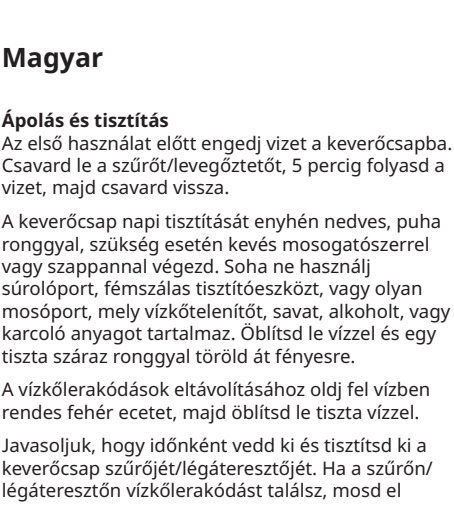 Magyar
Ápolás és tisztítás
Az első használat előtt engedj vizet a keverőcsapba.
Csavard le a szűrőt/levegőztetőt, 5 percig folyasd a
vizet, majd csavard vissza.
A keverőcsap napi tisztítását enyhén nedves, puha
ronggyal, szükség esetén kevés mosogatószerrel
vagy szappannal végezd. Soha ne használj
súrolóport, fémszálas tisztítóeszközt, vagy olyan
mosóport, mely vízkőtelenítőt, savat, alkoholt, vagy
karcoló anyagot tartalmaz. Öblítsd le vízzel és egy
tiszta száraz ronggyal töröld át fényesre.
A vízkőlerakódások eltávolításához oldj fel vízben
rendes fehér ecetet, majd öblítsd le tiszta vízzel.
Javasoljuk, hogy időnként vedd ki és tisztítsd ki a
keverőcsap szűrőjét/légáteresztőjét. Ha a szűrőn/
légáteresztőn vízkőlerakódást találsz, mosd el